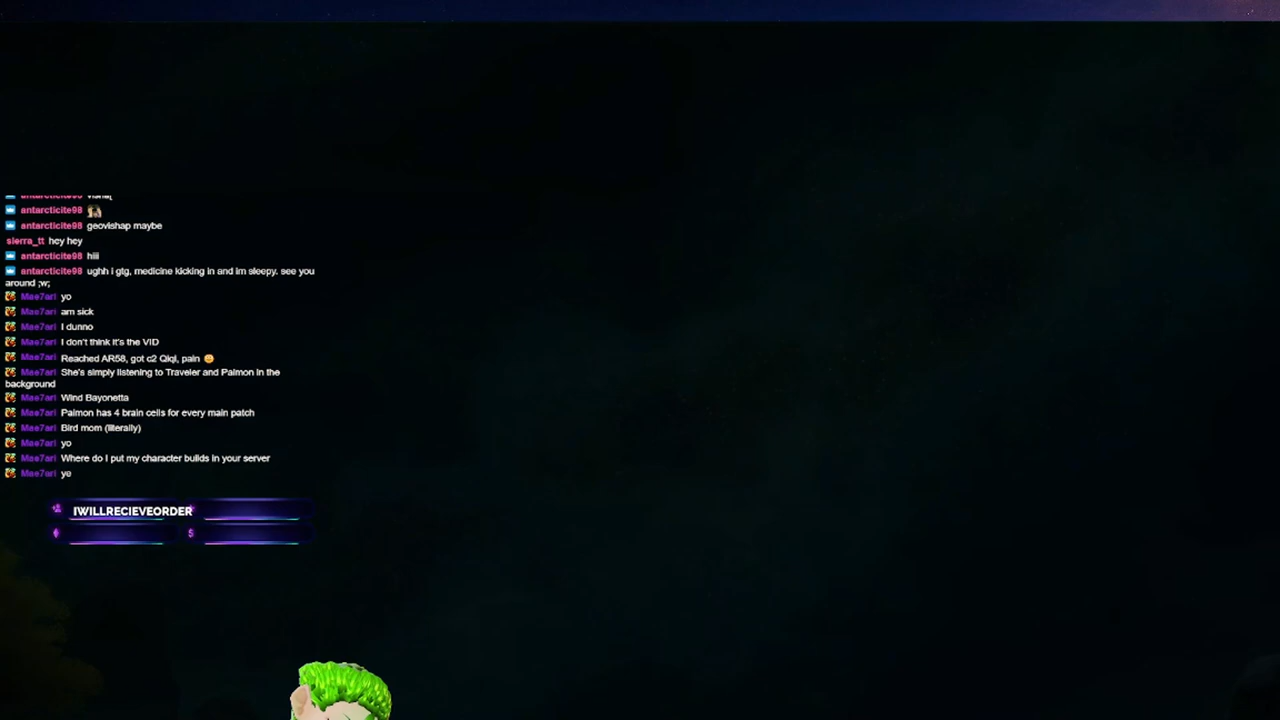 antarcticite98
antarcticite98
antarcticite98 geovishap maybe
sierra_tt hey hey
antarcticite98 hiii
antarcticite98 ughh i gtg, medicine kicking in and im sleepy. see you
around ;w;
Mae7ari yo
Mae7ari am sick
Mae7ari I dunno
Mae7ari I don't think it's the VID
Mae7ari Reached AR58, got c2 Qiqi, pain
Mae7ari She's simply listening to Traveler and Paimon in the
background
Mae7ari Wind Bayonetta
Mae7ari Paimon has 4 brain cells for every main patch
Mae7ari Bird mom (literally)
Mae7ari yo
Mae7ari Where do I put my character builds in your server
Mae7ari ye
IWILLRECIEVEORDER
$